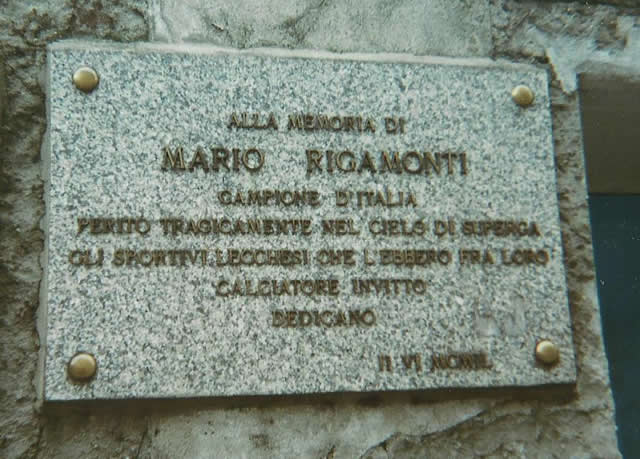 ALLA MEMORIA DI
MARIO RIGAMONTI
CAMPIONE D'ITALIA
PERITO TRAGICAMENTE NEL CIELO DI SUPERGA
GLI SPORTIVI LECCHESI CHE L'EBBERO FRA LORO
CALCIATORE INVITTO
DEDICANO
II VI MCMIL